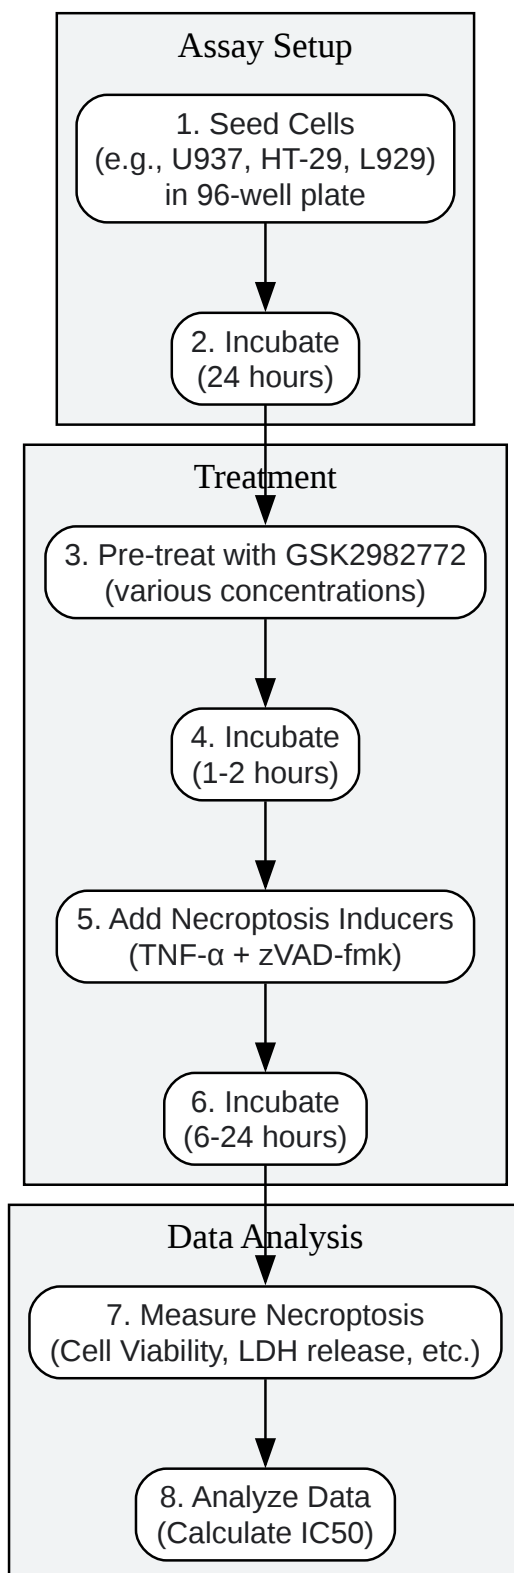 Assay Setup
1. Seed Cells
(e.g., U937, HT-29, L929)
in 96-well plate
2. Incubate
(24 hours)
Treatment
3. Pre-treat with GSK2982772
(various concentrations)
4. Incubate
(1-2 hours)
5. Add Necroptosis Inducers
(TNF-α + zVAD-fmk)
6. Incubate
(6-24 hours)
Data Analysis
7. Measure Necroptosis
(Cell Viability, LDH release, etc.)
8. Analyze Data
(Calculate IC50)